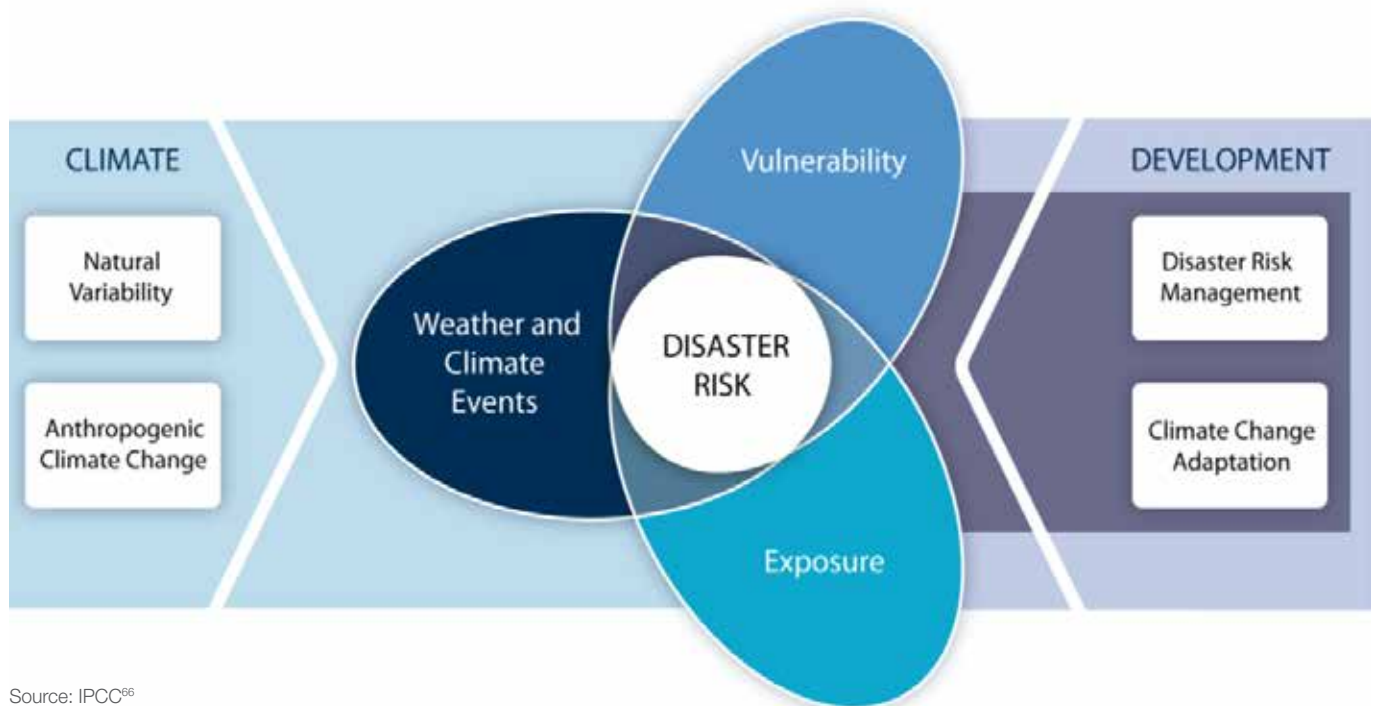 CLIMATE
Natural
Variability
Anthropogenic
Climate Change
Weather and
Climate
Events
Vulnerability
DISASTER
RISK
Exposure
DEVELOPMENT
Disaster Risk
Management
Climate Change
Adaptation
Source: IPCC66